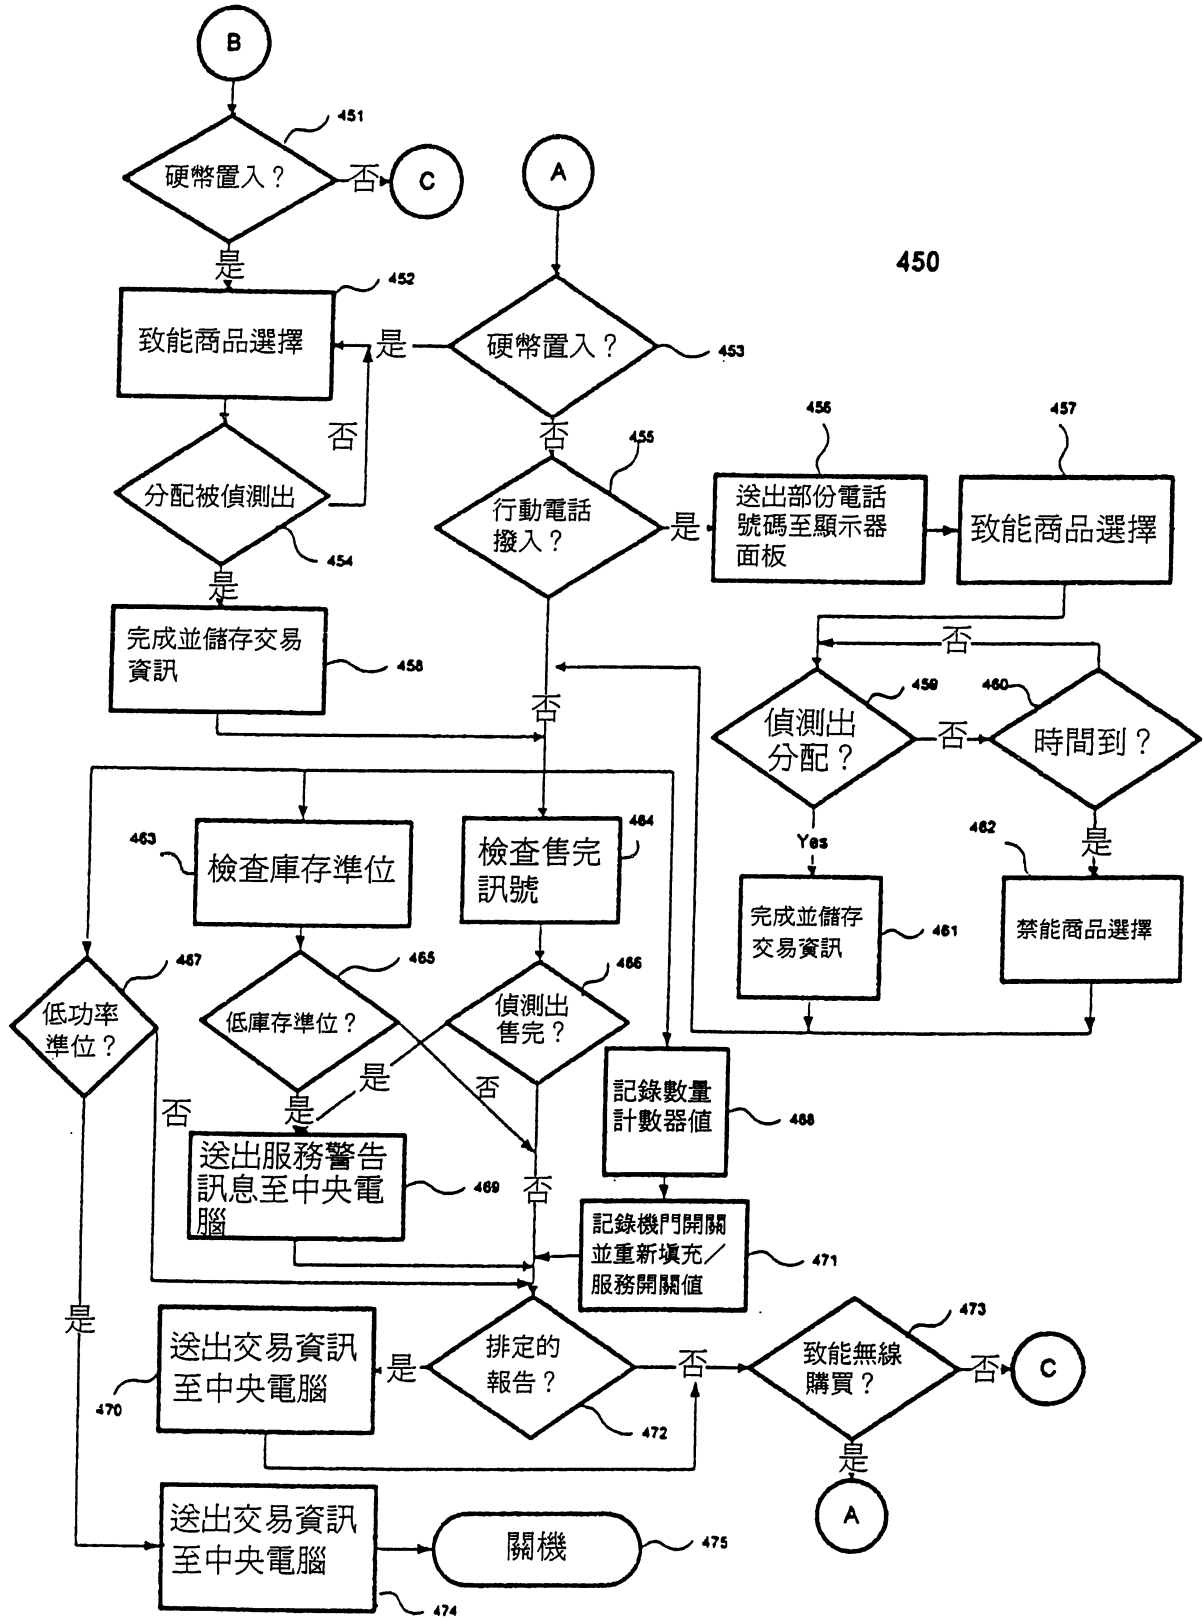 B
451
硬幣置入？
否
C
A
是
450
452
致能商品選擇
是
硬幣置入？
453
否
否
455
456
457
分配被偵測出
454
行動電話
撥入？
是
送出部份電話
號碼至顯示器
面板
致能商品選擇
是
完成並儲存交易
資訊
458
否
否
459
460
偵測出
分配？
否
時間到？
Yes
462
是
463
檢查庫存準位
464
檢查售完
訊號
完成並儲存
交易資訊
461
禁能商品選擇
467
低功率
準位？
465
低庫存準位？
466
偵測出
售完？
是
否
是
否
記錄數量
計數器值
468
送出服務警告
訊息至中央電
腦
469
否
記錄機門開關
並重新填充／
服務開關值
471
是
送出交易資訊
至中央電腦
470
是
排定的
報告？
472
否
致能無線
購買？
473
否
C
是
A
送出交易資訊
至中央電腦
474
關機
475